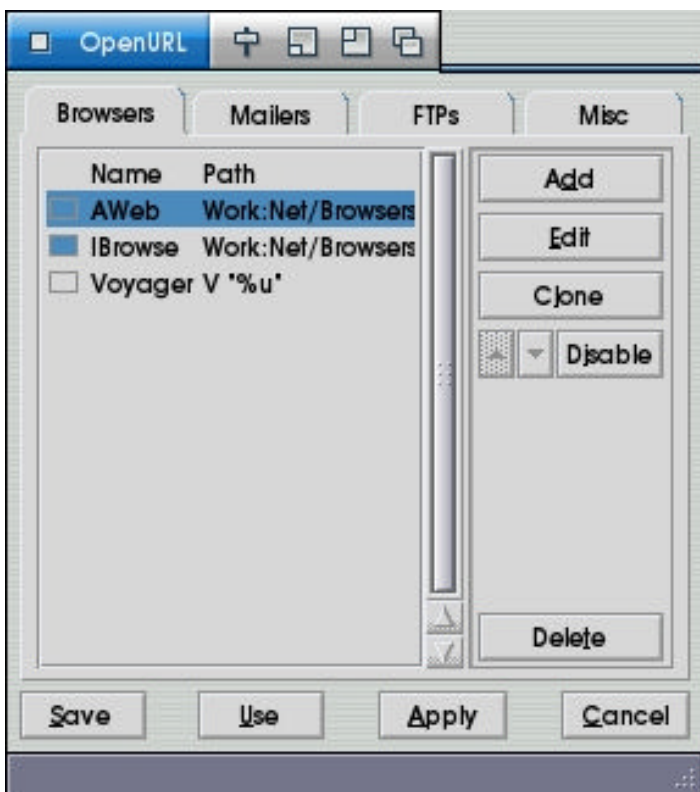 OpenURL
Browsers Mailers FTPs Misc
Name Path
AWeb Work:Net/Browsers
IBrowse Work:Net/Browsers
Voyager V "%u"
Add
Edit
Clone
Disable
Delete
Save Use Apply Cancel